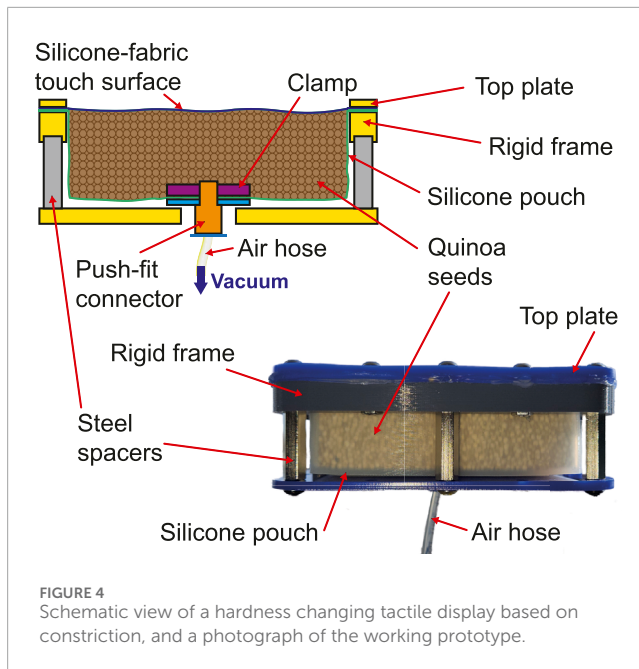 Silicone-fabric
touch surface
Clamp
Top plate
Rigid frame
Silicone pouch
Air hose
Quinoa
seeds
Push-fit
connector
Vacuum
Top plate
Rigid frame
Steel
spacers
Silicone pouch
Air hose
FIGURE 4
Schematic view of a hardness changing tactile display based on
constriction, and a photograph of the working prototype.